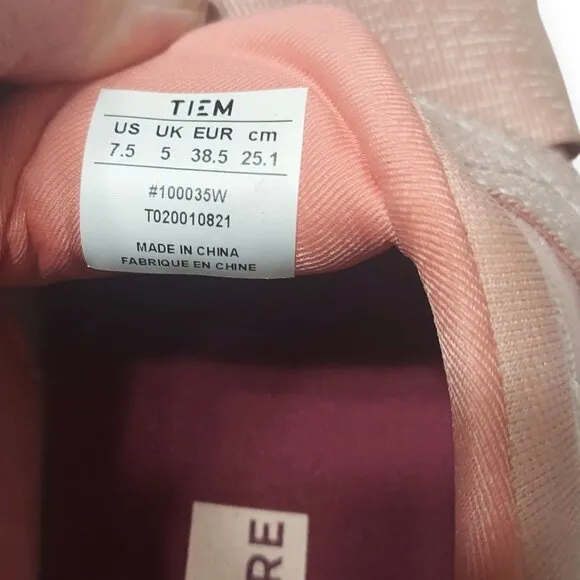 TIEM
US UK EUR cm
7.5 5 38.5 25.1
#100035W
T020010821
MADE IN CHINA
FABRIQUE EN CHINE